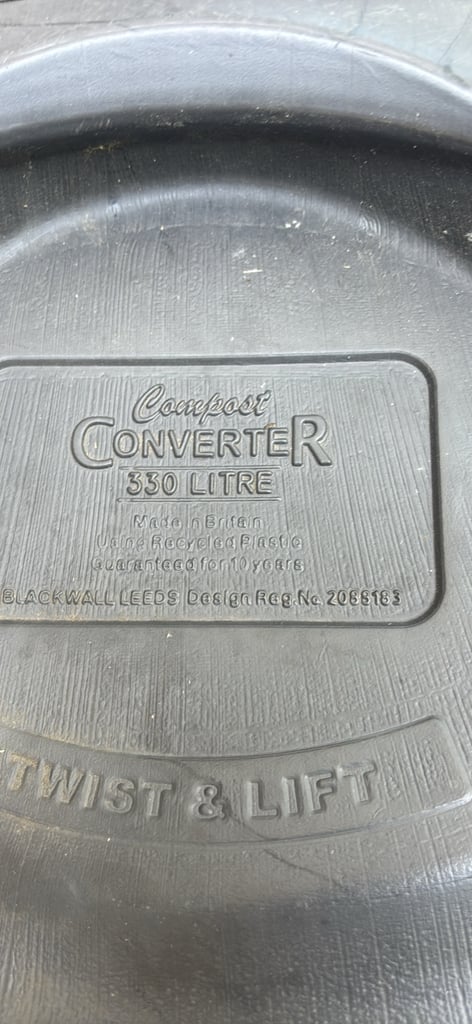 Compost
CONVERTER
330 LITRE
Made in Britain
Using Recycled Plastic
Guaranteed for 10 years
BLACKWALL LEEDS Design Reg. No. 2088183
TWIST & LIFT